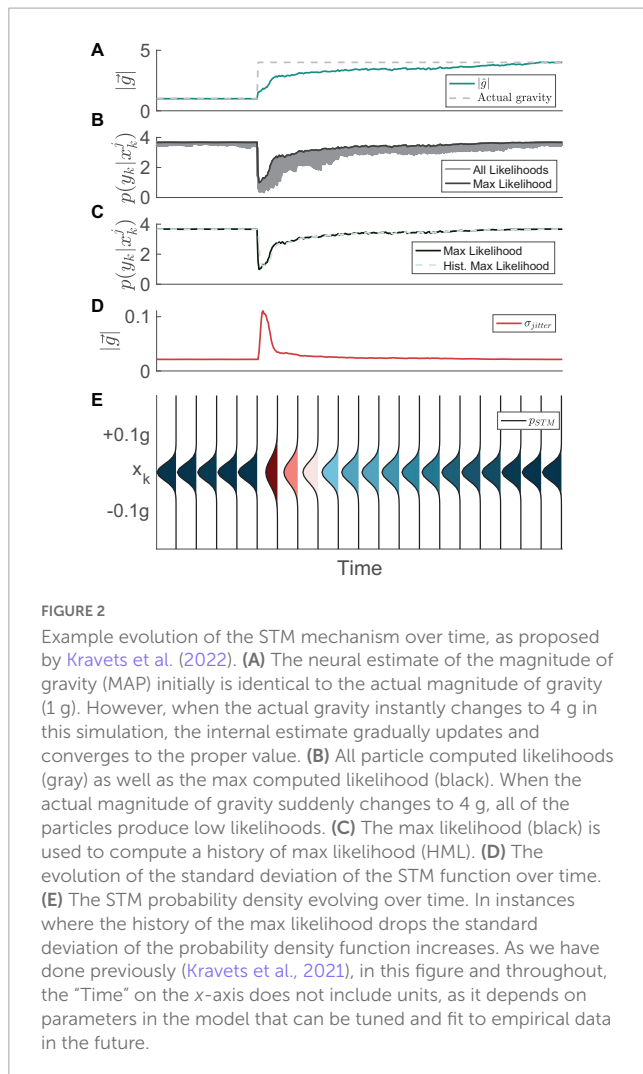 A
5
0
|g⃗|
|ĝ|
Actual gravity
B
4
2
0
p(y_k|x_k^j)
All Likelihoods
Max Likelihood
C
4
2
0
p(y_k|x_k^j)
Max Likelihood
Hist. Max Likelihood
D
0.1
0
|g⃗|
σ_jitter
E
+0.1g
x_k
-0.1g
p_STM
Time
FIGURE 2
Example evolution of the STM mechanism over time, as proposed
by Kravets et al. (2022). (A) The neural estimate of the magnitude of
gravity (MAP) initially is identical to the actual magnitude of gravity
(1 g). However, when the actual gravity instantly changes to 4 g in
this simulation, the internal estimate gradually updates and
converges to the proper value. (B) All particle computed likelihoods
(gray) as well as the max computed likelihood (black). When the
actual magnitude of gravity suddenly changes to 4 g, all of the
particles produce low likelihoods. (C) The max likelihood (black) is
used to compute a history of max likelihood (HML). (D) The
evolution of the standard deviation of the STM function over time.
(E) The STM probability density evolving over time. In instances
where the history of the max likelihood drops the standard
deviation of the probability density function increases. As we have
done previously (Kravets et al., 2021), in this figure and throughout,
the “Time” on the x-axis does not include units, as it depends on
parameters in the model that can be tuned and fit to empirical data
in the future.